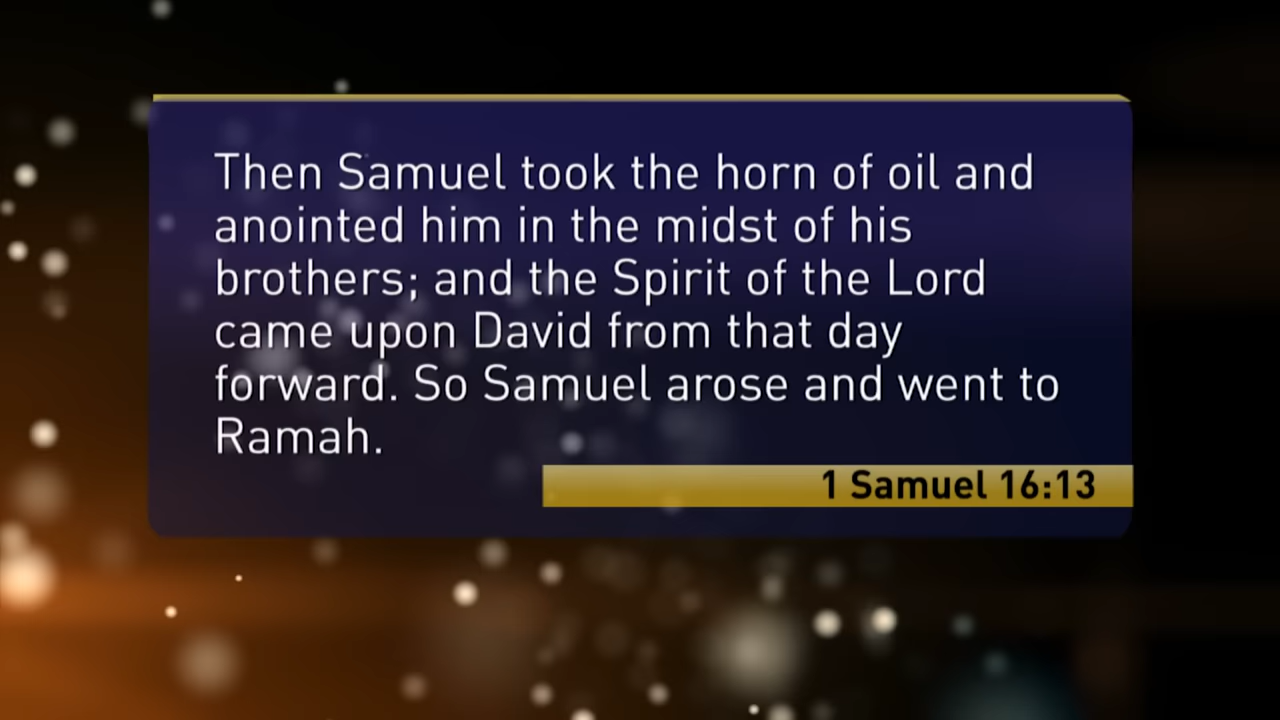 Then Samuel took the horn of oil and
anointed him in the midst of his
brothers; and the Spirit of the Lord
came upon David from that day
forward. So Samuel arose and went to
Ramah.
1 Samuel 16:13